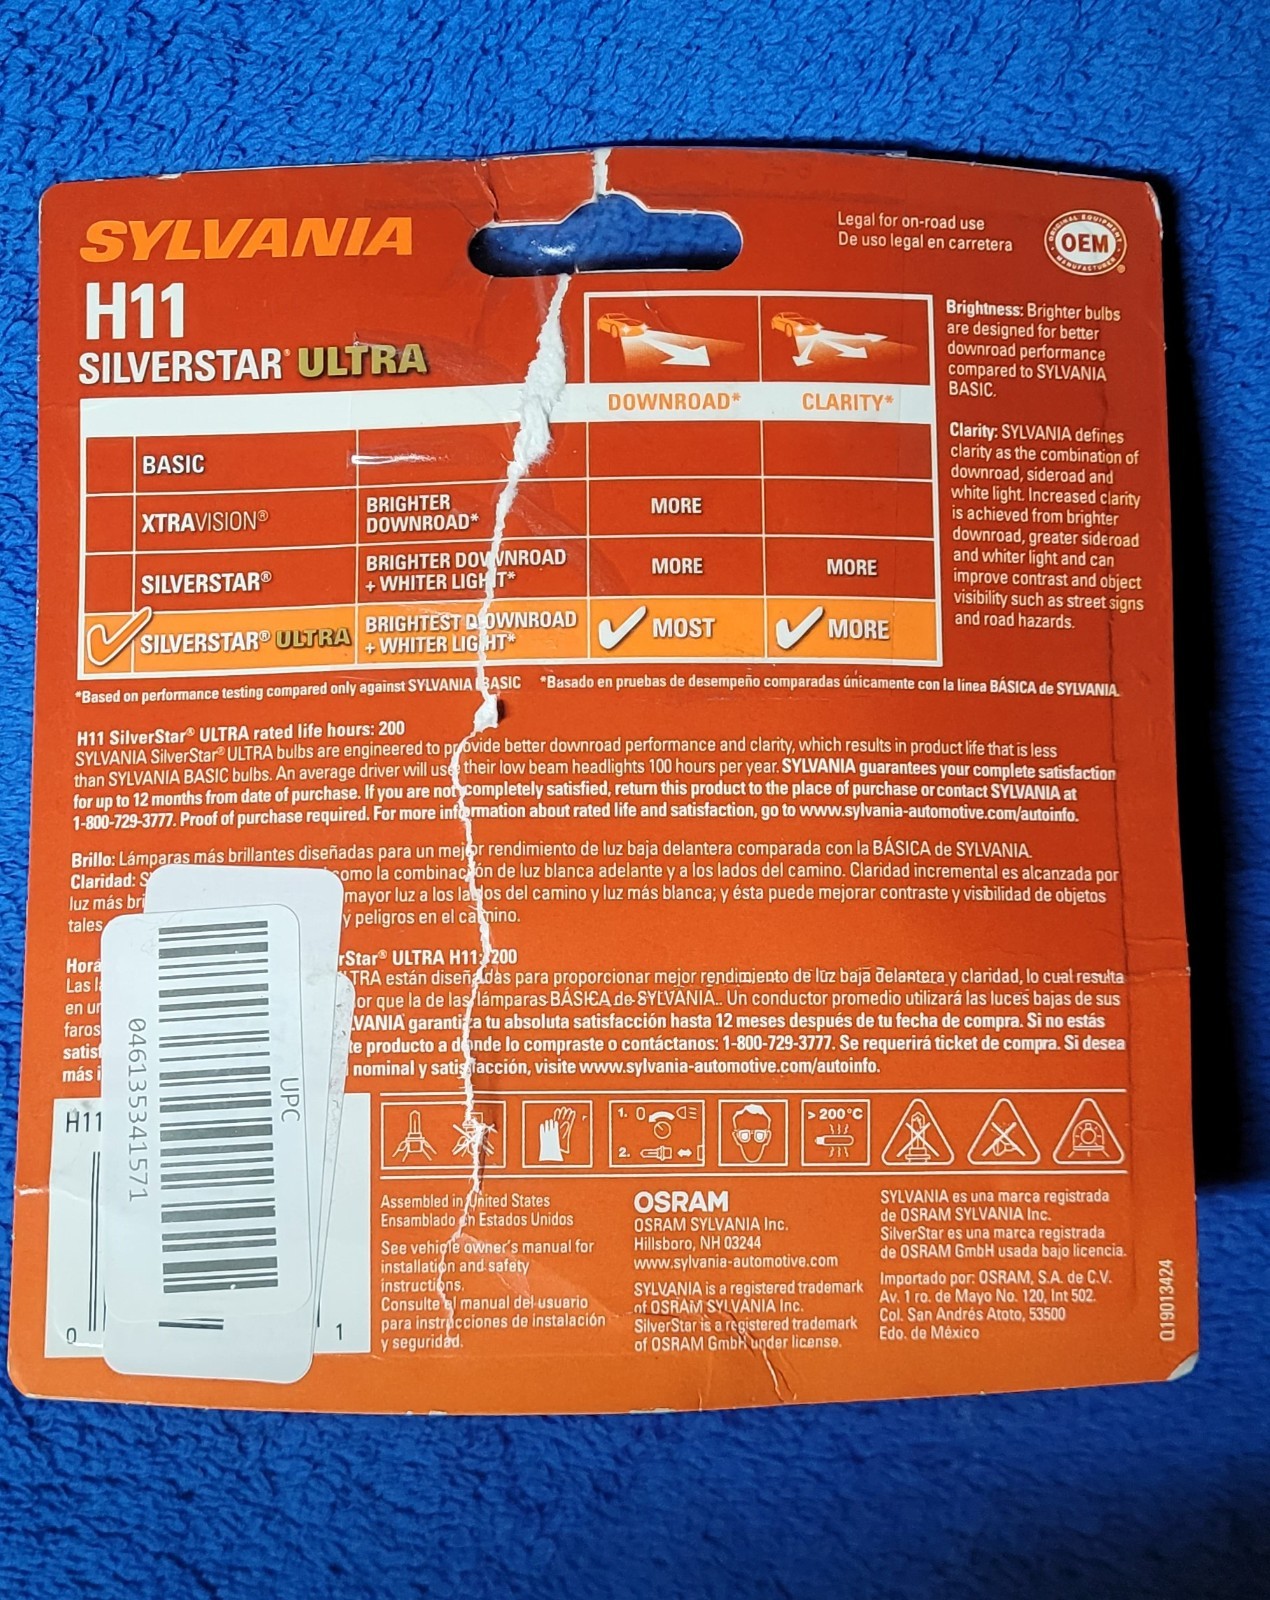 SYLVANIA
H11
SILVERSTAR® ULTRA
Legal for on-road use
De uso legal en carretera
ORIGINAL EQUIPMENT
OEM
MANUFACTURER
DOWNROAD* CLARITY*
BASIC
XTRAVISION® BRIGHTER DOWNROAD* MORE
SILVERSTAR® BRIGHTER DOWNROAD + WHITER LIGHT* MORE MORE
SILVERSTAR® ULTRA BRIGHTEST DOWNROAD + WHITER LIGHT* MOST MORE
Brightness: Brighter bulbs
are designed for better
downroad performance
compared to SYLVANIA
BASIC.
Clarity: SYLVANIA defines
clarity as the combination of
downroad, sideroad and
white light. Increased clarity
is achieved from brighter
downroad, greater sideroad
and whiter light and can
improve contrast and object
visibility such as street signs
and road hazards.
*Based on performance testing compared only against SYLVANIA BASIC *Basado en pruebas de desempeño comparadas únicamente con la línea BÁSICA de SYLVANIA.
H11 SilverStar® ULTRA rated life hours: 200
SYLVANIA SilverStar® ULTRA bulbs are engineered to provide better downroad performance and clarity, which results in product life that is less
than SYLVANIA BASIC bulbs. An average driver will use their low beam headlights 100 hours per year. SYLVANIA guarantees your complete satisfaction
for up to 12 months from date of purchase. If you are not completely satisfied, return this product to the place of purchase or contact SYLVANIA at
1-800-729-3777. Proof of purchase required. For more information about rated life and satisfaction, go to www.sylvania-automotive.com/autoinfo.
Brillo: Lámparas más brillantes diseñadas para un mejor rendimiento de luz baja delantera comparada con la BÁSICA de SYLVANIA.
Claridad: como la combinación de luz blanca adelante y a los lados del camino. Claridad incremental es alcanzada por
luz más bri mayor luz a los lados del camino y luz más blanca; y ésta puede mejorar contraste y visibilidad de objetos
tales y peligros en el camino.
Hora rStar® ULTRA H11: 200
Las l LTRA están diseñadas para proporcionar mejor rendimiento de luz baja delantera y claridad, lo cual resulta
en un or que la de las lámparas BÁSICA de SYLVANIA.. Un conductor promedio utilizará las luces bajas de sus
faros LVANIA garantiza tu absoluta satisfacción hasta 12 meses después de tu fecha de compra. Si no estás
satisf te producto a donde lo compraste o contáctanos: 1-800-729-3777. Se requerirá ticket de compra. Si desea
más i nominal y satisfacción, visite www.sylvania-automotive.com/autoinfo.
H11
UPC
046135341571
0 1
1. 0
2.
> 200°C
Assembled in United States
Ensamblado en Estados Unidos
See vehicle owner's manual for
installation and safety
instructions.
Consulte el manual del usuario
para instrucciones de instalación
y seguridad.
OSRAM
OSRAM SYLVANIA Inc.
Hillsboro, NH 03244
www.sylvania-automotive.com
SYLVANIA is a registered trademark
of OSRAM SYLVANIA Inc.
SilverStar is a registered trademark
of OSRAM GmbH under license.
SYLVANIA es una marca registrada
de OSRAM SYLVANIA Inc.
SilverStar es una marca registrada
de OSRAM GmbH usada bajo licencia.
Importado por: OSRAM, S.A. de C.V.
Av. 1 ro. de Mayo No. 120, Int 502.
Col. San Andrés Atoto, 53500
Edo. de México
Q19013424